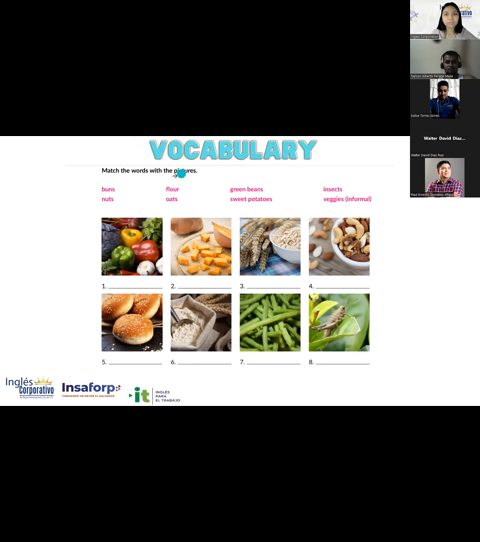 VOCABULARY
Match the words with the pictures.
buns flour green beans insects
nuts oats sweet potatoes veggies (informal)
1. 2. 3. 4.
5. 6. 7. 8.
Inglés
Corporativo
Insaforp
it
INGLÉS
PARA
EL TRABAJO
Walter David Diaz...